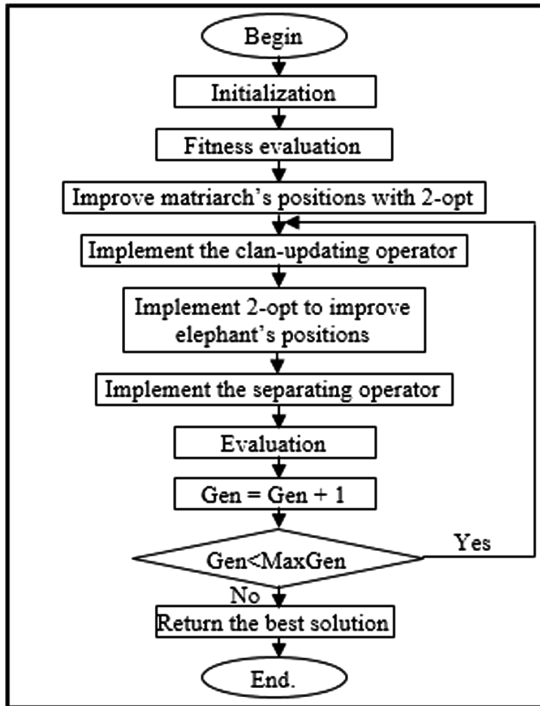 Begin
Initialization
Fitness evaluation
Improve matriarch's positions with 2-opt
Implement the clan-updating operator
Implement 2-opt to improve
elephant's positions
Implement the separating operator
Evaluation
Gen = Gen + 1
Gen<MaxGen
Yes
No
Return the best solution
End.